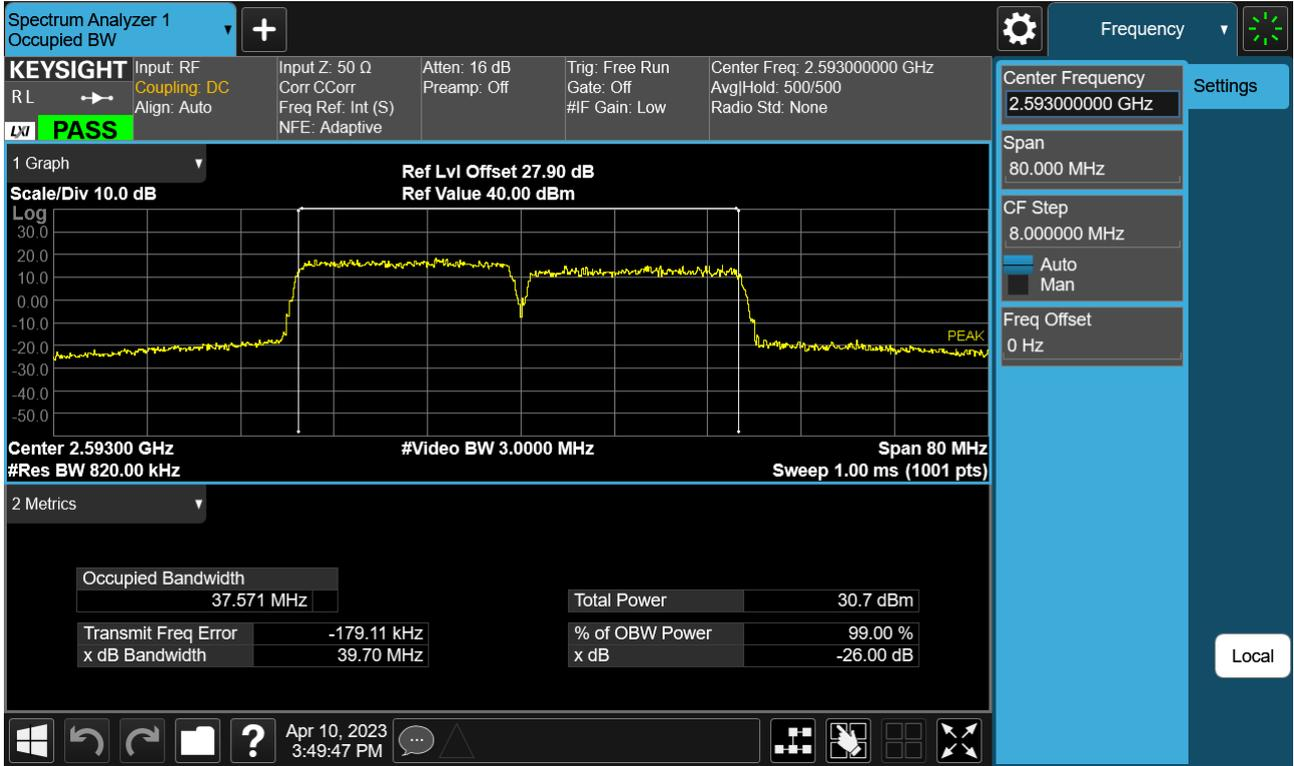 Spectrum Analyzer 1
Occupied BW
Frequency
KEYSIGHT
R L
LXI
PASS
Input: RF
Coupling: DC
Align: Auto
Input Z: 50 Ω
Corr CCorr
Freq Ref: Int (S)
NFE: Adaptive
Atten: 16 dB
Preamp: Off
Trig: Free Run
Gate: Off
#IF Gain: Low
Center Freq: 2.593000000 GHz
Avg|Hold: 500/500
Radio Std: None
Center Frequency
2.593000000 GHz
Settings
Span
80.000 MHz
CF Step
8.000000 MHz
Auto
Man
Freq Offset
0 Hz
Local
1 Graph
Scale/Div 10.0 dB
Ref Lvl Offset 27.90 dB
Ref Value 40.00 dBm
Log
30.0
20.0
10.0
0.00
-10.0
-20.0
-30.0
-40.0
-50.0
PEAK
Center 2.59300 GHz
#Video BW 3.0000 MHz
Span 80 MHz
#Res BW 820.00 kHz
Sweep 1.00 ms (1001 pts)
2 Metrics
Occupied Bandwidth
37.571 MHz
Total Power 30.7 dBm
Transmit Freq Error -179.11 kHz
% of OBW Power 99.00 %
x dB Bandwidth 39.70 MHz
x dB -26.00 dB
Apr 10, 2023
3:49:47 PM